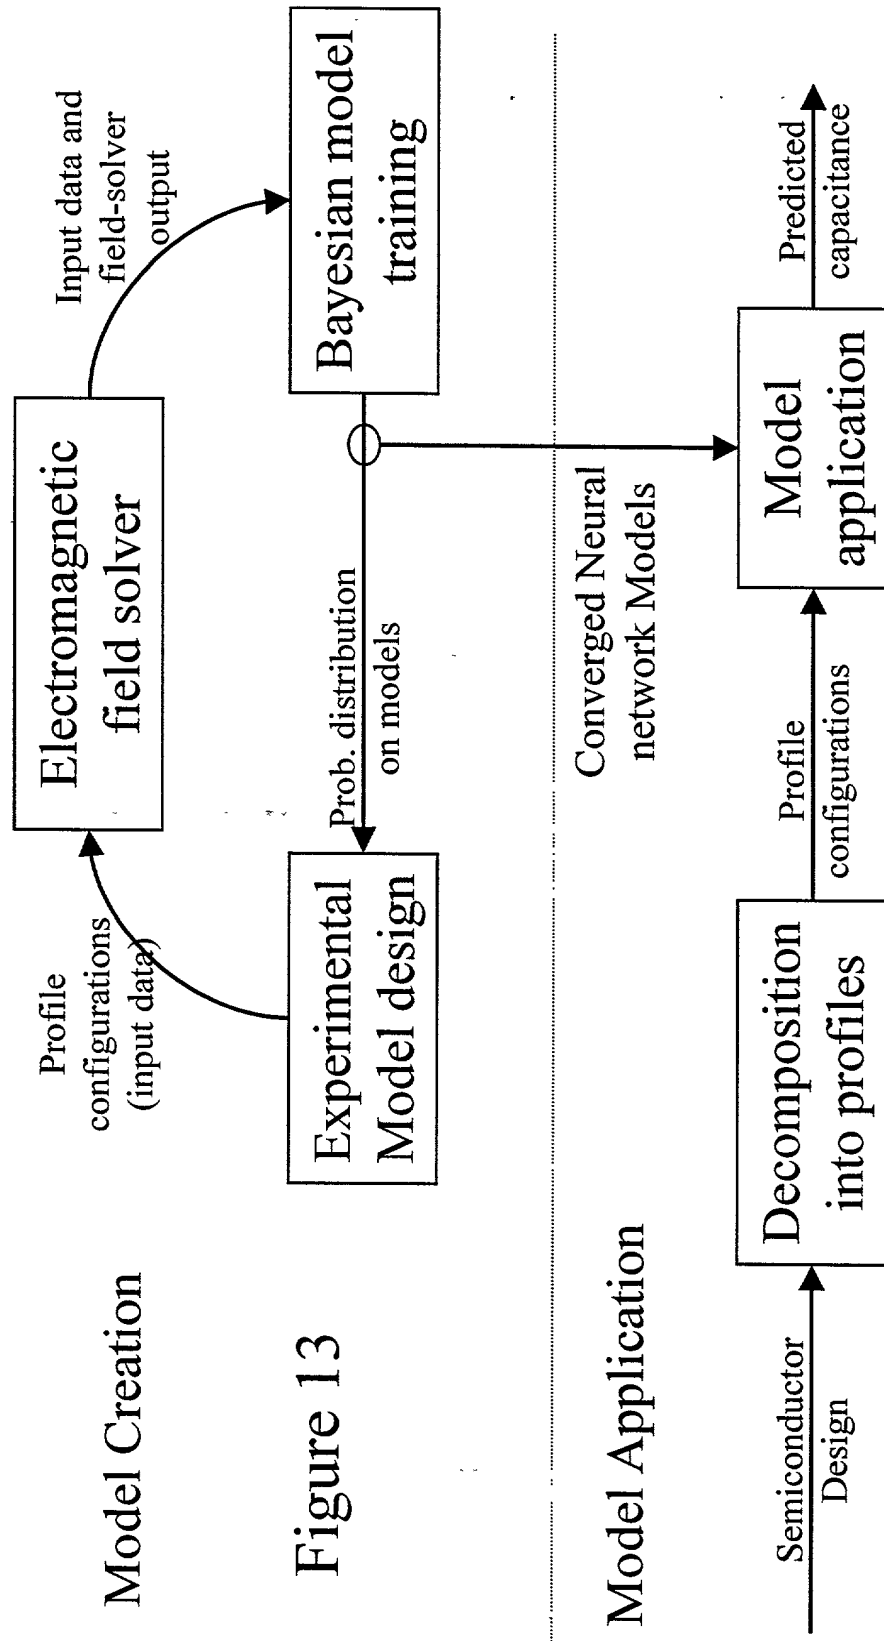 Model Creation
Figure 13
Profile
configurations
(input data)
Electromagnetic
field solver
Input data and
field-solver
output
Experimental
Model design
Prob. distribution
on models
Bayesian model
training
Converged Neural
network Models
Model Application
Semiconductor
Design
Decomposition
into profiles
Profile
configurations
Model
application
Predicted
capacitance